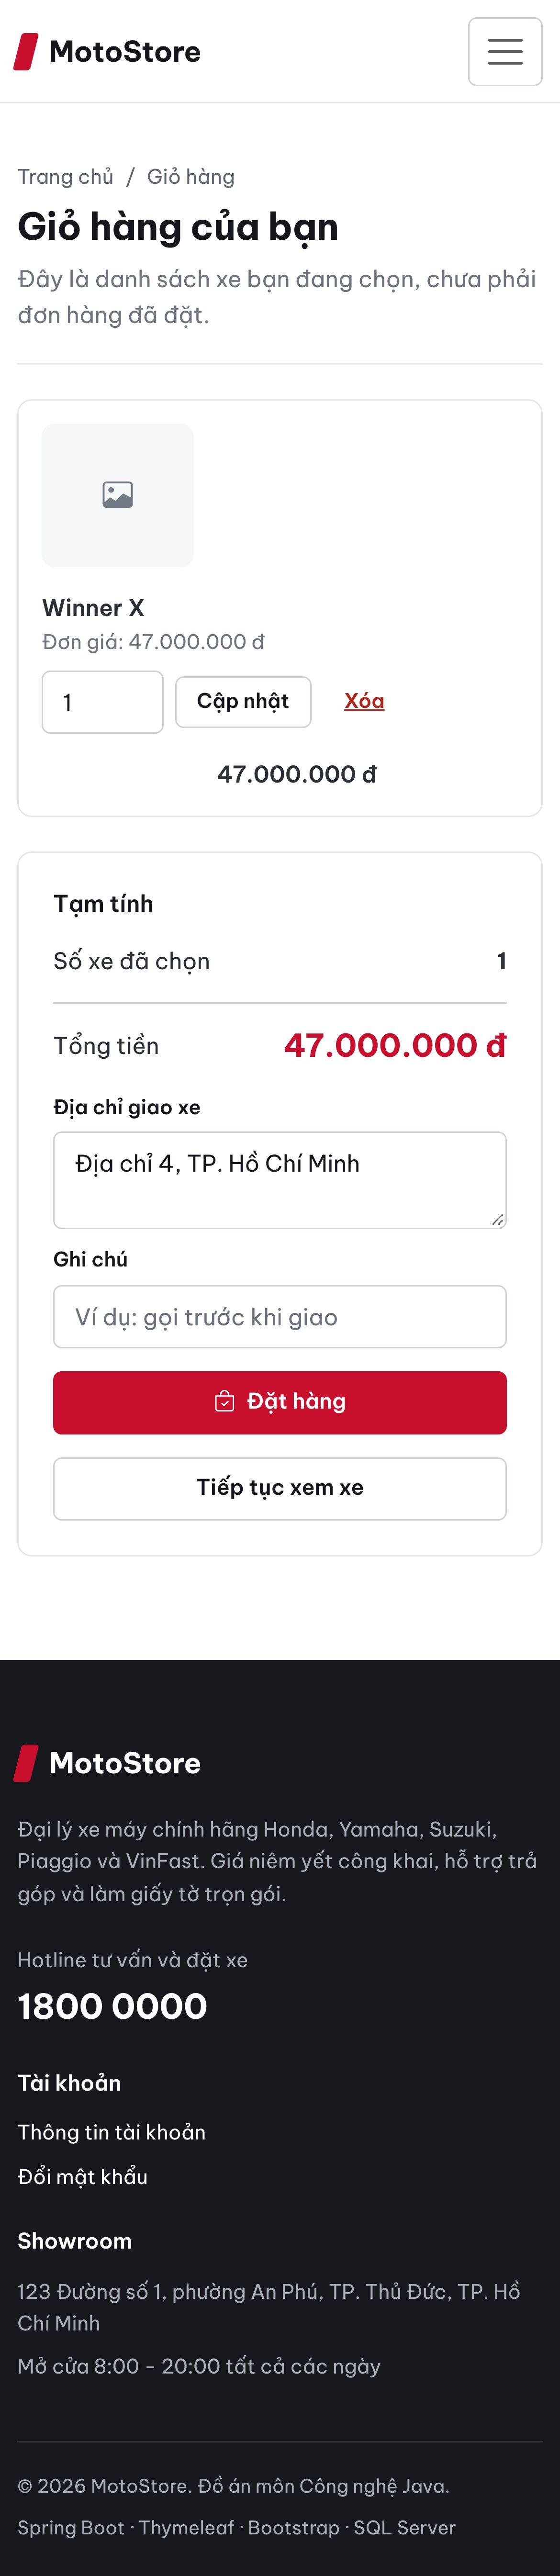 MotoStore
Trang chủ / Giỏ hàng
Giỏ hàng của bạn
Đây là danh sách xe bạn đang chọn, chưa phải
đơn hàng đã đặt.
Winner X
Đơn giá: 47.000.000 đ
1
Cập nhật
Xóa
47.000.000 đ
Tạm tính
Số xe đã chọn 1
Tổng tiền 47.000.000 đ
Địa chỉ giao xe
Địa chỉ 4, TP. Hồ Chí Minh
Ghi chú
Ví dụ: gọi trước khi giao
Đặt hàng
Tiếp tục xem xe
MotoStore
Đại lý xe máy chính hãng Honda, Yamaha, Suzuki,
Piaggio và VinFast. Giá niêm yết công khai, hỗ trợ trả
góp và làm giấy tờ trọn gói.
Hotline tư vấn và đặt xe
1800 0000
Tài khoản
Thông tin tài khoản
Đổi mật khẩu
Showroom
123 Đường số 1, phường An Phú, TP. Thủ Đức, TP. Hồ
Chí Minh
Mở cửa 8:00 - 20:00 tất cả các ngày
© 2026 MotoStore. Đồ án môn Công nghệ Java.
Spring Boot · Thymeleaf · Bootstrap · SQL Server